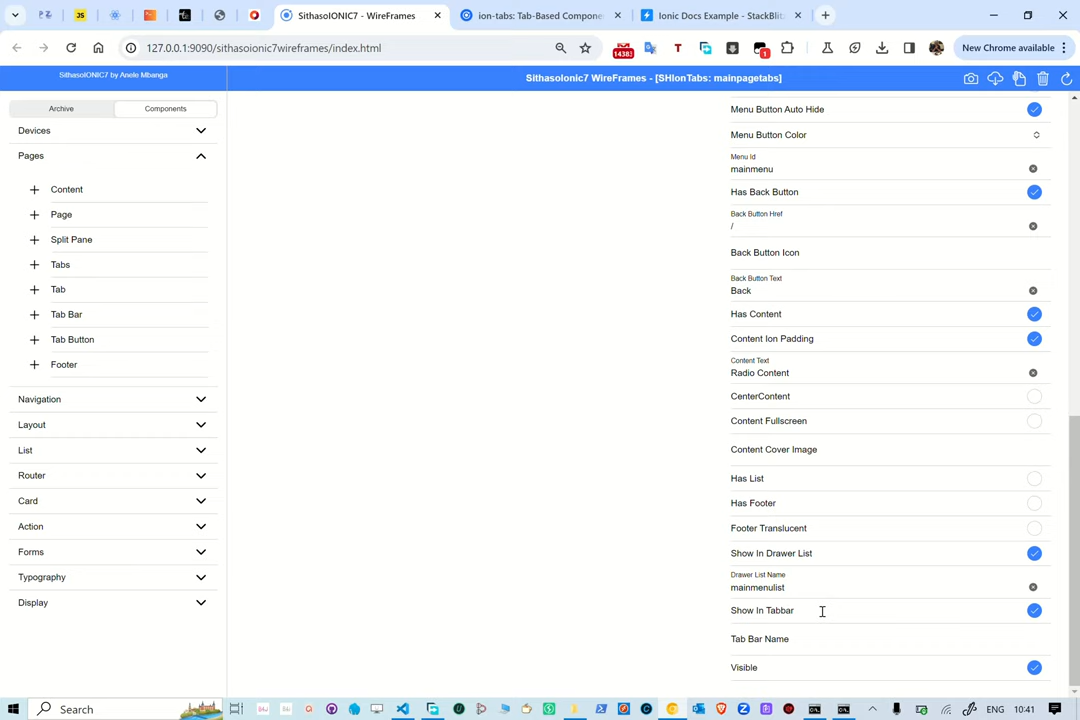 SithasoIONIC7 - WireFrames
ion-tabs: Tab-Based Compone
Ionic Docs Example - StackBlit
127.0.0.1:9090/sithasoionic7wireframes/index.html
14383
1
New Chrome available
SithasoIONIC7 by Anele Mbanga
SithasoIonic7 WireFrames - [SHIonTabs: mainpagetabs]
Archive
Components
Devices
Pages
Content
Page
Split Pane
Tabs
Tab
Tab Bar
Tab Button
Footer
Navigation
Layout
List
Router
Card
Action
Forms
Typography
Display
Menu Button Auto Hide
Menu Button Color
Menu Id
mainmenu
Has Back Button
Back Button Href
/
Back Button Icon
Back Button Text
Back
Has Content
Content Ion Padding
Content Text
Radio Content
CenterContent
Content Fullscreen
Content Cover Image
Has List
Has Footer
Footer Translucent
Show In Drawer List
Drawer List Name
mainmenulist
Show In Tabbar
Tab Bar Name
Visible
Search
ENG
10:41